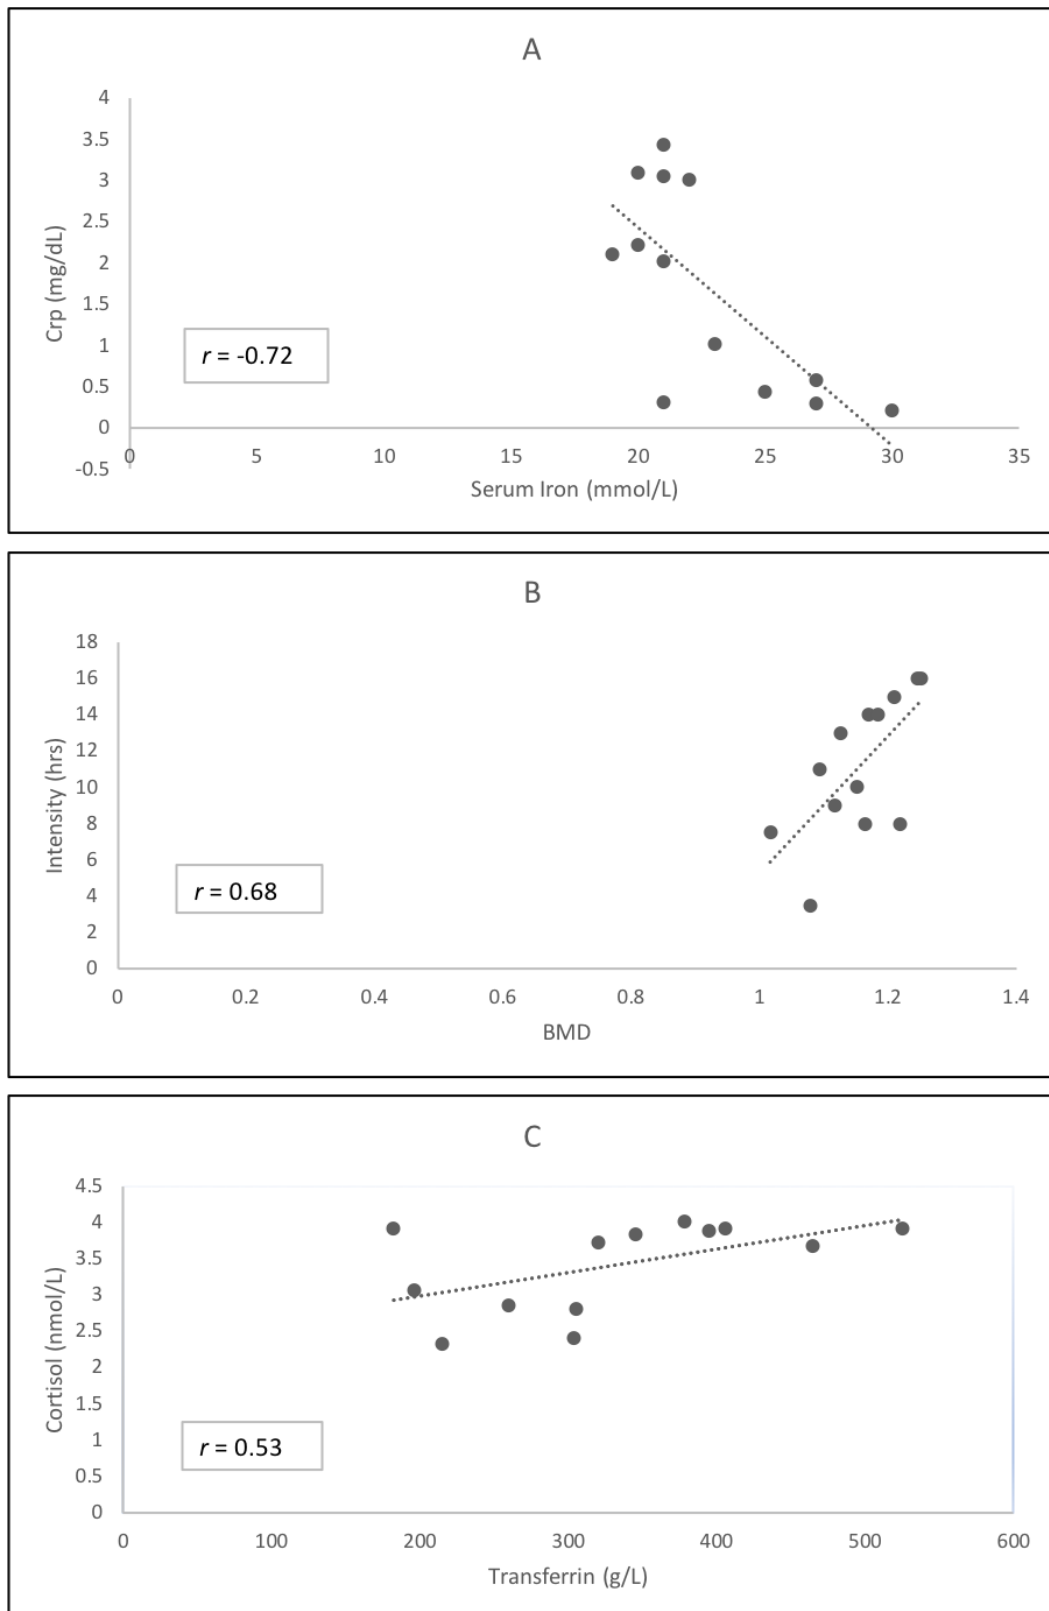 A
4
3.5
3
2.5
2
1.5
1
0.5
0
-0.5
Crp (mg/dL)
r = -0.72
0 5 10 15 20 25 30 35
Serum Iron (mmol/L)
B
18
16
14
12
10
8
6
4
2
0
Intensity (hrs)
r = 0.68
0 0.2 0.4 0.6 0.8 1 1.2 1.4
BMD
C
4.5
4
3.5
3
2.5
2
1.5
1
0.5
0
Cortisol (nmol/L)
r = 0.53
0 100 200 300 400 500 600
Transferrin (g/L)